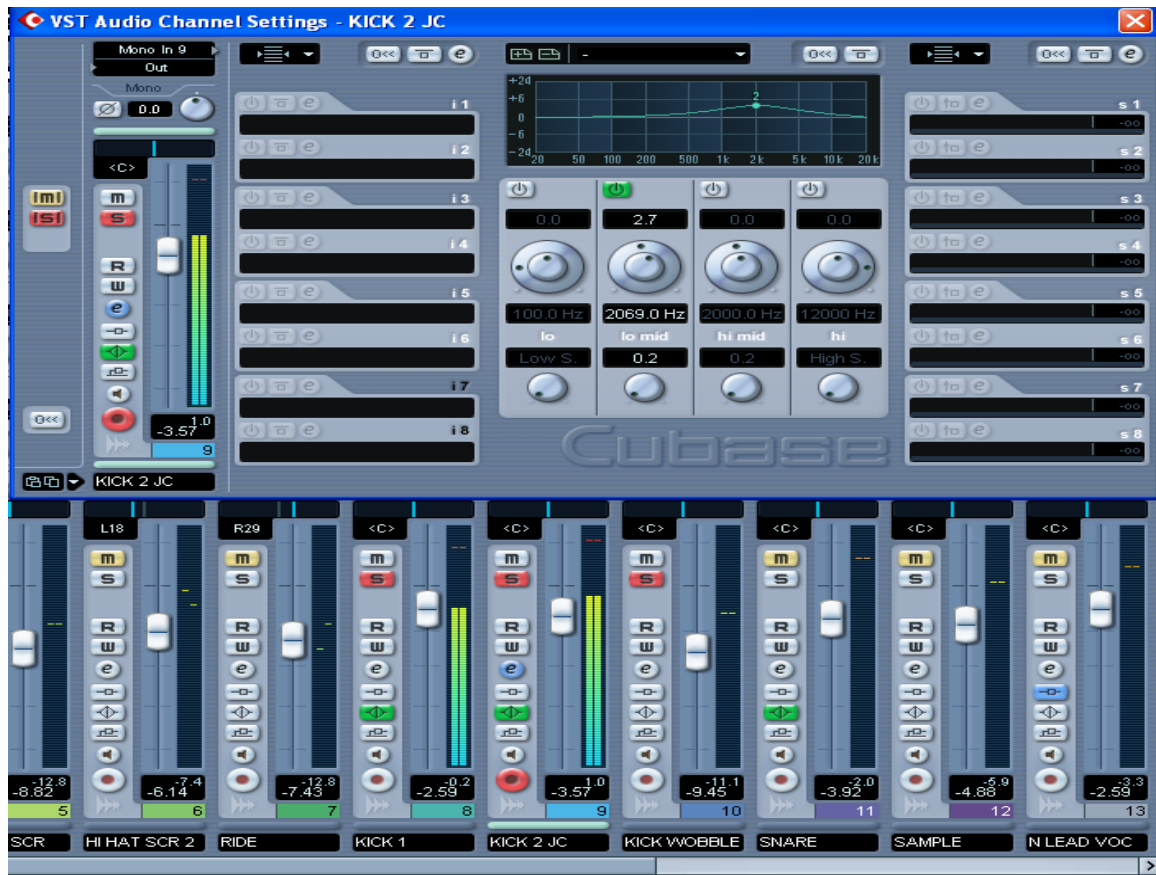 VST Audio Channel Settings - KICK 2 JC
Mono In 9
Out
Mono
0.0
<C>
m
S
R
W
e
1.0
-3.57
9
KICK 2 JC
i 1
i 2
i 3
i 4
i 5
i 6
i 7
i 8
-
+24
+6
0
-6
-24
20 50 100 200 500 1k 2k 5k 10k 20k
2
0.0 2.7 0.0 0.0
100.0 Hz 2069.0 Hz 2000.0 Hz 12000 Hz
lo lo mid hi mid hi
Low S. 0.2 0.2 High S.
Cubase
s 1
-oo
s 2
-oo
s 3
-oo
s 4
-oo
s 5
-oo
s 6
-oo
s 7
-oo
s 8
-oo
L18 R29 <C> <C> <C> <C> <C> <C>
m m m m m m m m
S S S S S S S S
R R R R R R R R
W W W W W W W W
e e e e e e e e
-12.8 -7.4 -12.8 -0.2 1.0 -11.1 -2.0 -5.9 -3.3
-8.82 -6.14 -7.43 -2.59 -3.57 -9.45 -3.92 -4.88 -2.59
5 6 7 8 9 10 11 12 13
SCR HI HAT SCR 2 RIDE KICK 1 KICK 2 JC KICK WOBBLE SNARE SAMPLE N LEAD VOC